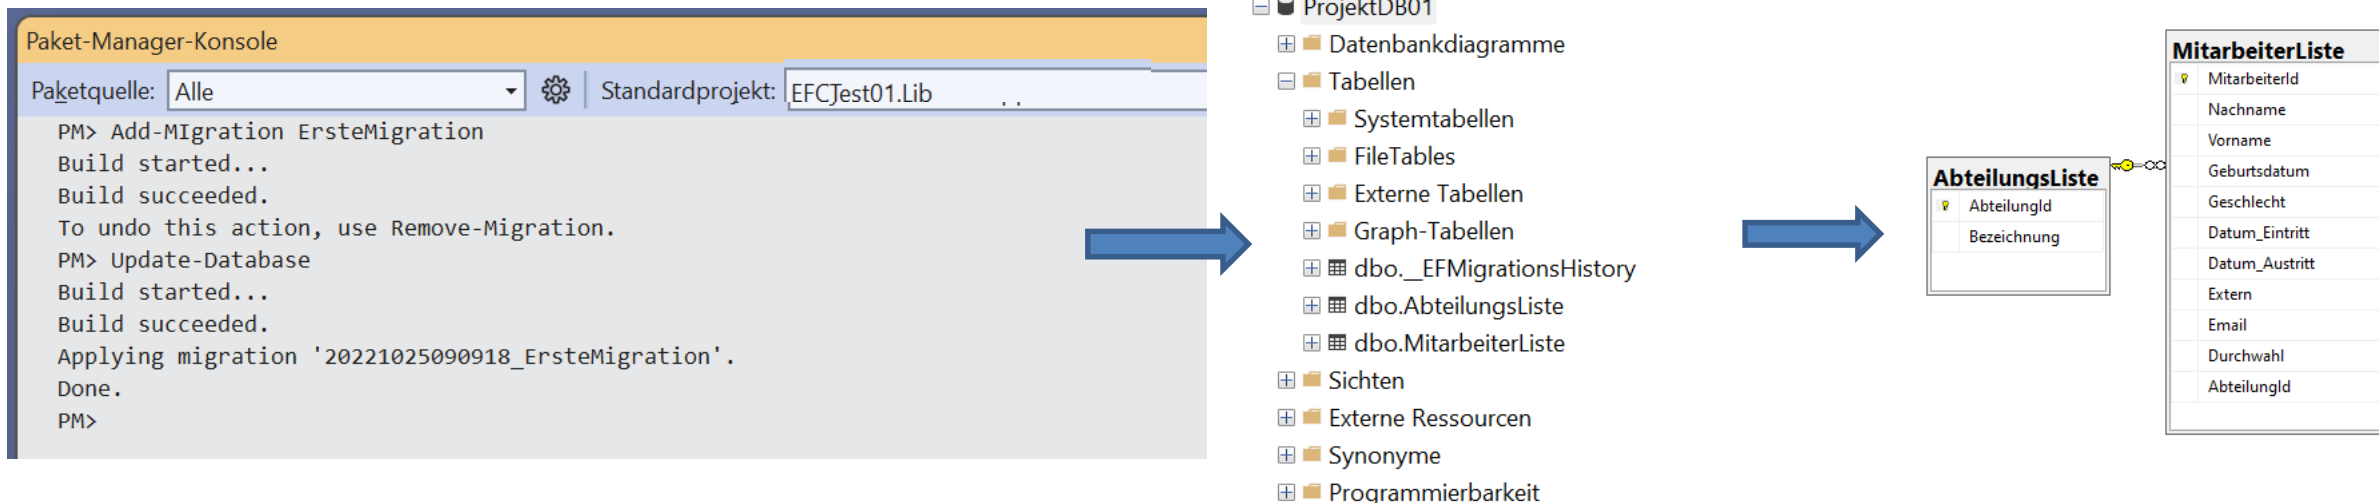 Paket-Manager-Konsole
Paketquelle: Alle Standardprojekt: EFCTest01.Lib
PM> Add-MIgration ErsteMigration
Build started...
Build succeeded.
To undo this action, use Remove-Migration.
PM> Update-Database
Build started...
Build succeeded.
Applying migration '20221025090918_ErsteMigration'.
Done.
PM>
ProjektDB01
Datenbankdiagramme
Tabellen
Systemtabellen
FileTables
Externe Tabellen
Graph-Tabellen
dbo.__EFMigrationsHistory
dbo.AbteilungsListe
dbo.MitarbeiterListe
Sichten
Externe Ressourcen
Synonyme
Programmierbarkeit
AbteilungsListe
AbteilungId
Bezeichnung
MitarbeiterListe
MitarbeiterId
Nachname
Vorname
Geburtsdatum
Geschlecht
Datum_Eintritt
Datum_Austritt
Extern
Email
Durchwahl
AbteilungId